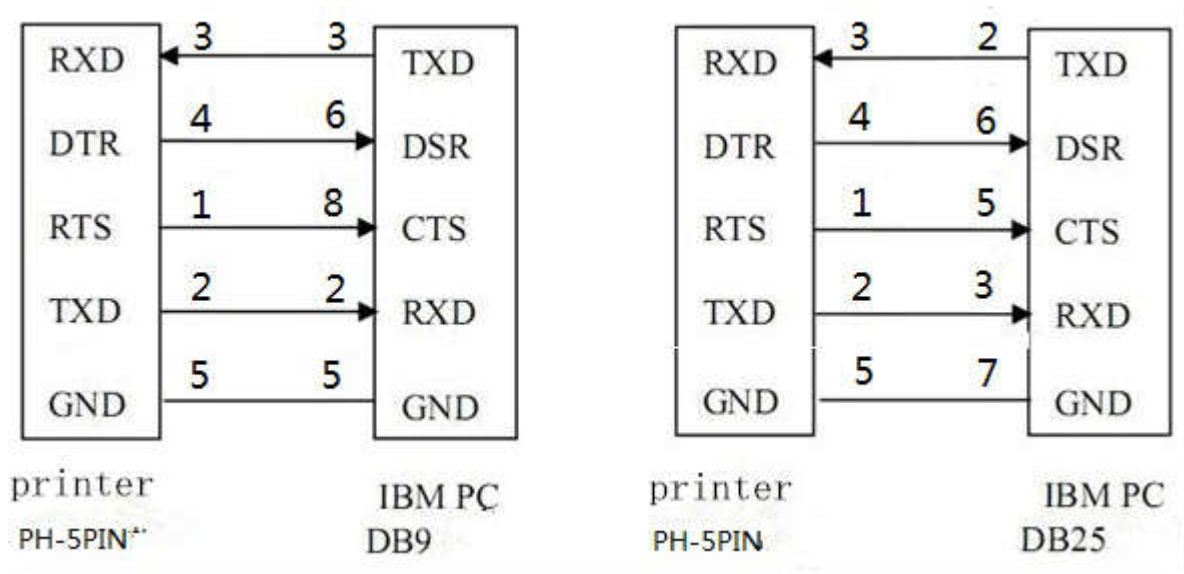 RXD 3 3 TXD
DTR 4 6 DSR
RTS 1 8 CTS
TXD 2 2 RXD
GND 5 5 GND
printer IBM PC
PH-5PIN DB9
RXD 3 2 TXD
DTR 4 6 DSR
RTS 1 5 CTS
TXD 2 3 RXD
GND 5 7 GND
printer IBM PC
PH-5PIN DB25